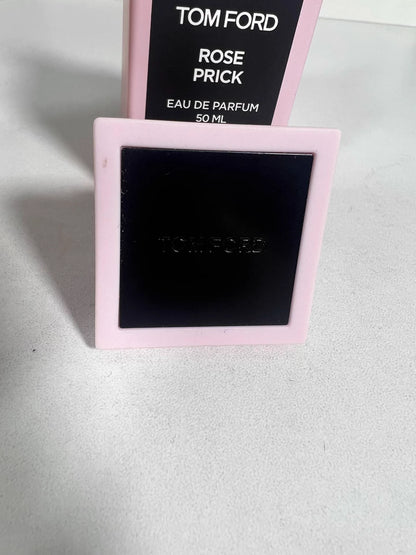 TOM FORD
ROSE
PRICK
EAU DE PARFUM
50 ML
TOM FORD